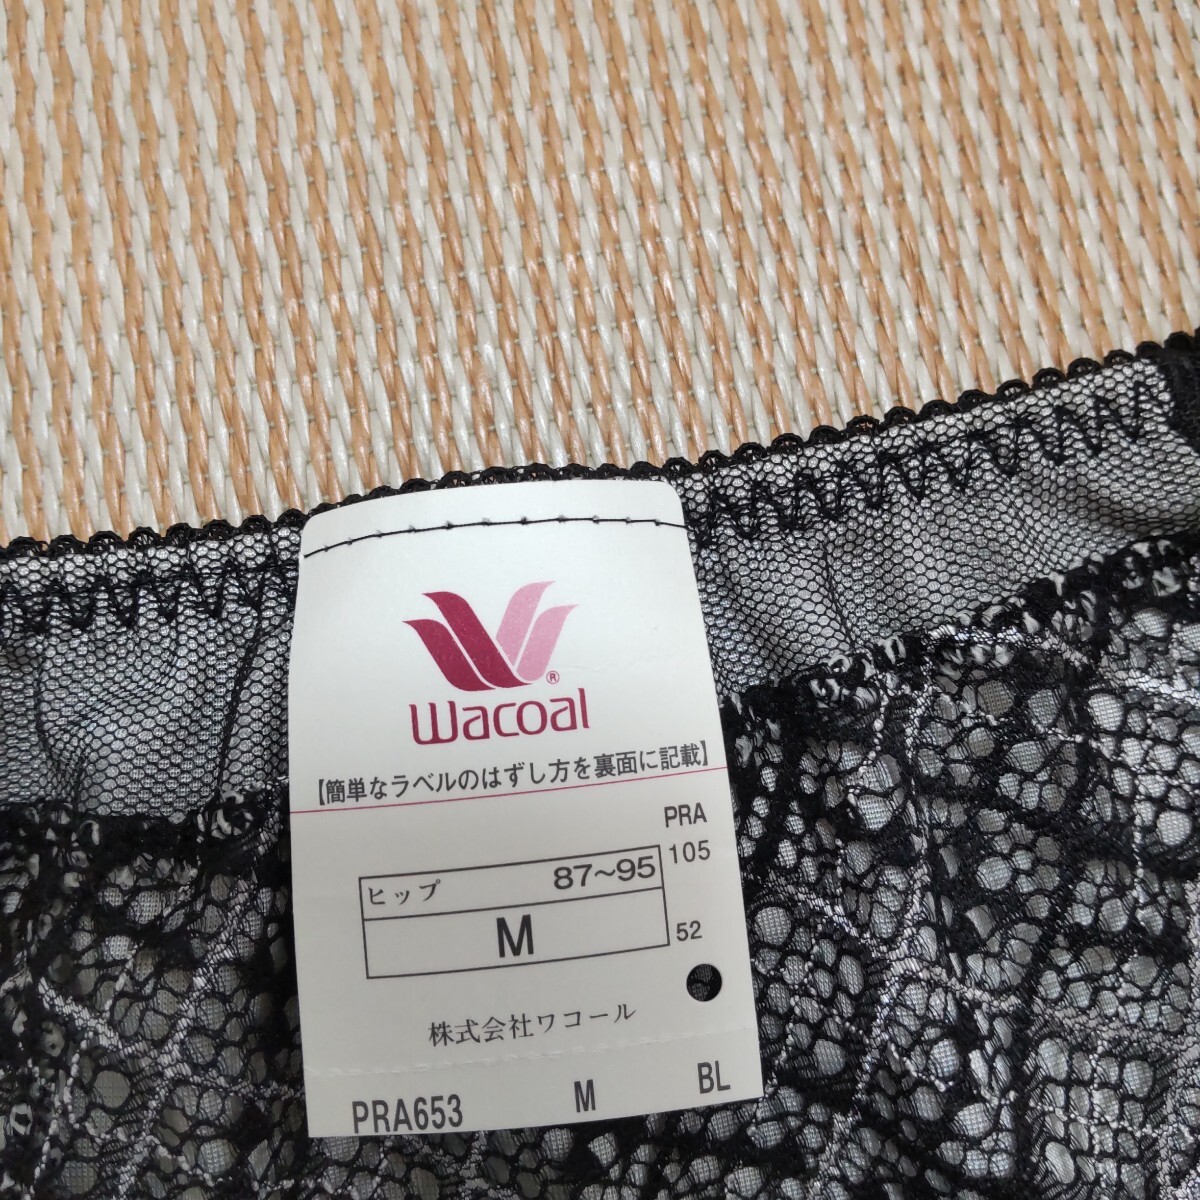 Wacoal®
【簡単なラベルのはずし方を裏面に記載】
PRA
ヒップ 87～95 105
M 52
株式会社ワコール
PRA653 M BL